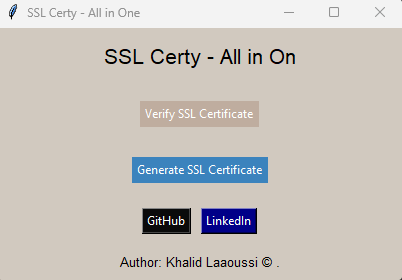 SSL Certy - All in One
SSL Certy - All in On
Verify SSL Certificate
Generate SSL Certificate
GitHub LinkedIn
Author: Khalid Laaoussi © .